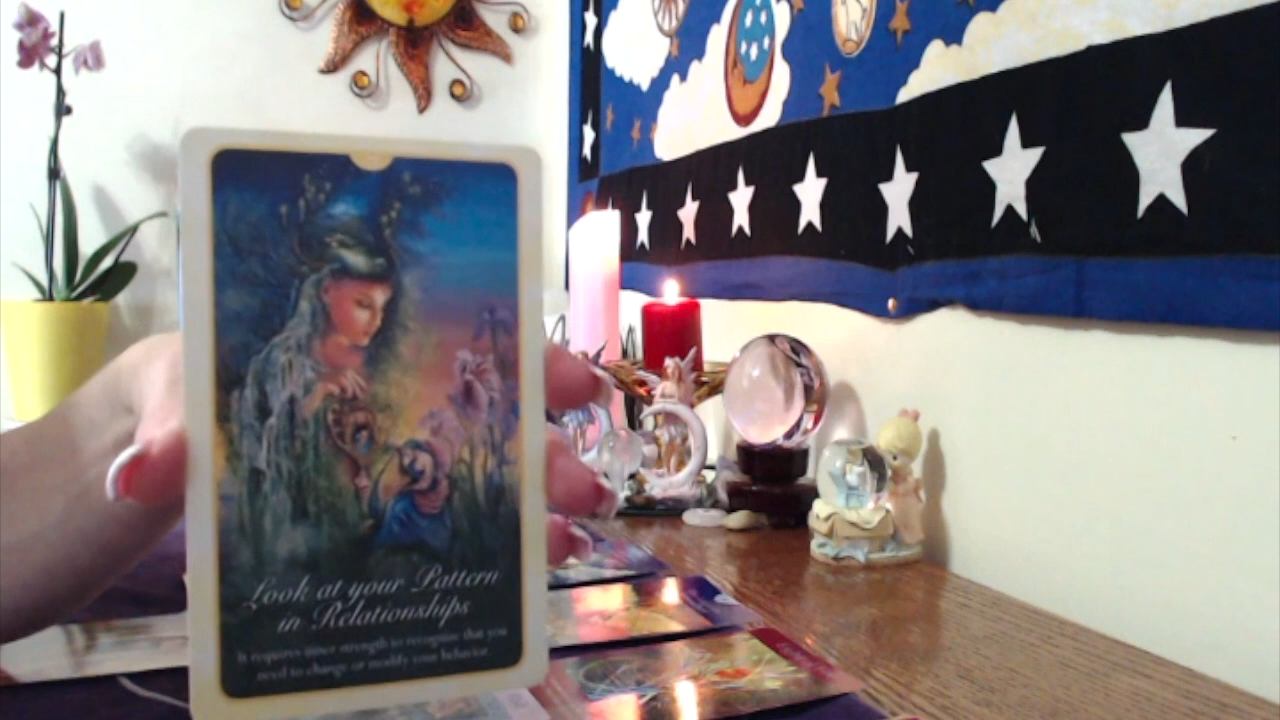 Look at your Pattern
in Relationships
It requires inner strength to recognize that you
need to change or modify your behavior.